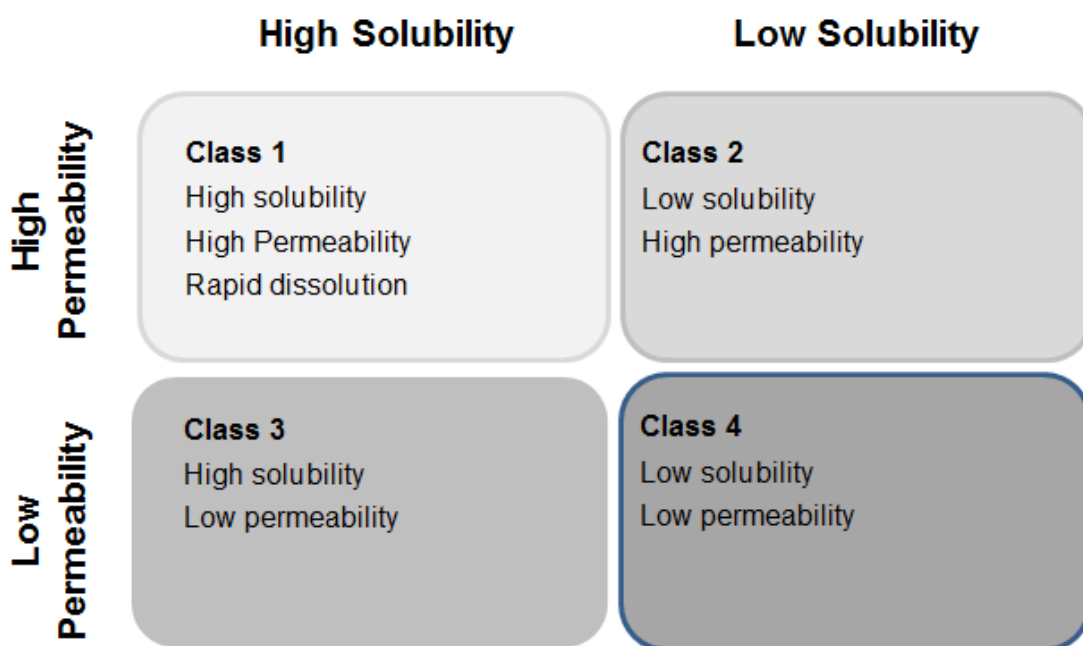 High Solubility
Low Solubility
High
Permeability
Class 1
High solubility
High Permeability
Rapid dissolution
Class 2
Low solubility
High permeability
Low
Permeability
Class 3
High solubility
Low permeability
Class 4
Low solubility
Low permeability